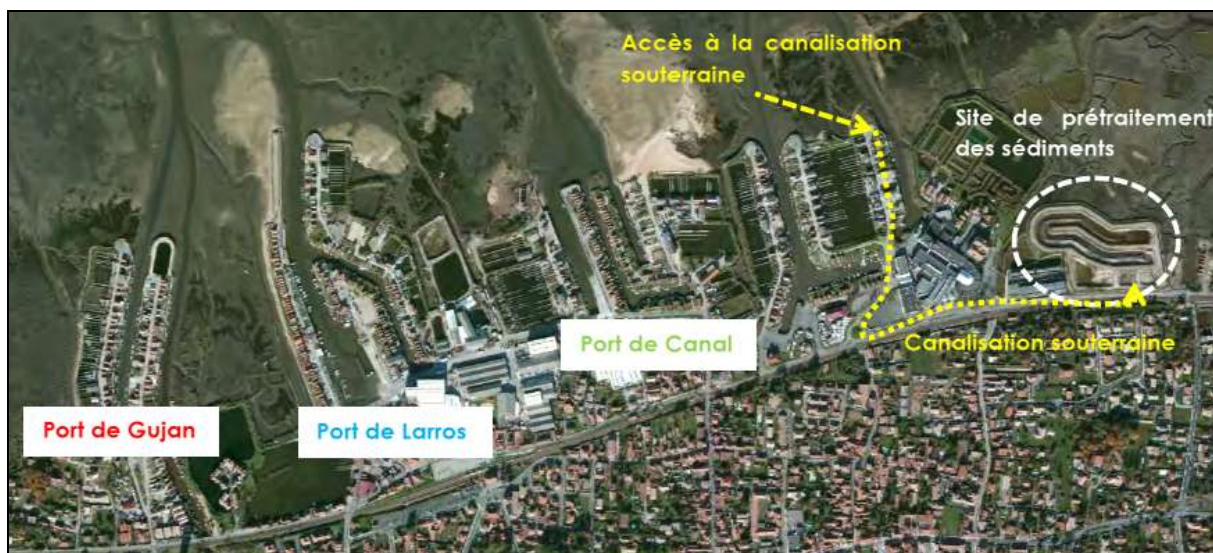 Accès à la canalisation
souterraine
Site de prétraitement
des sédiments
Port de Canal
Canalisation souterraine
Port de Gujan
Port de Larros